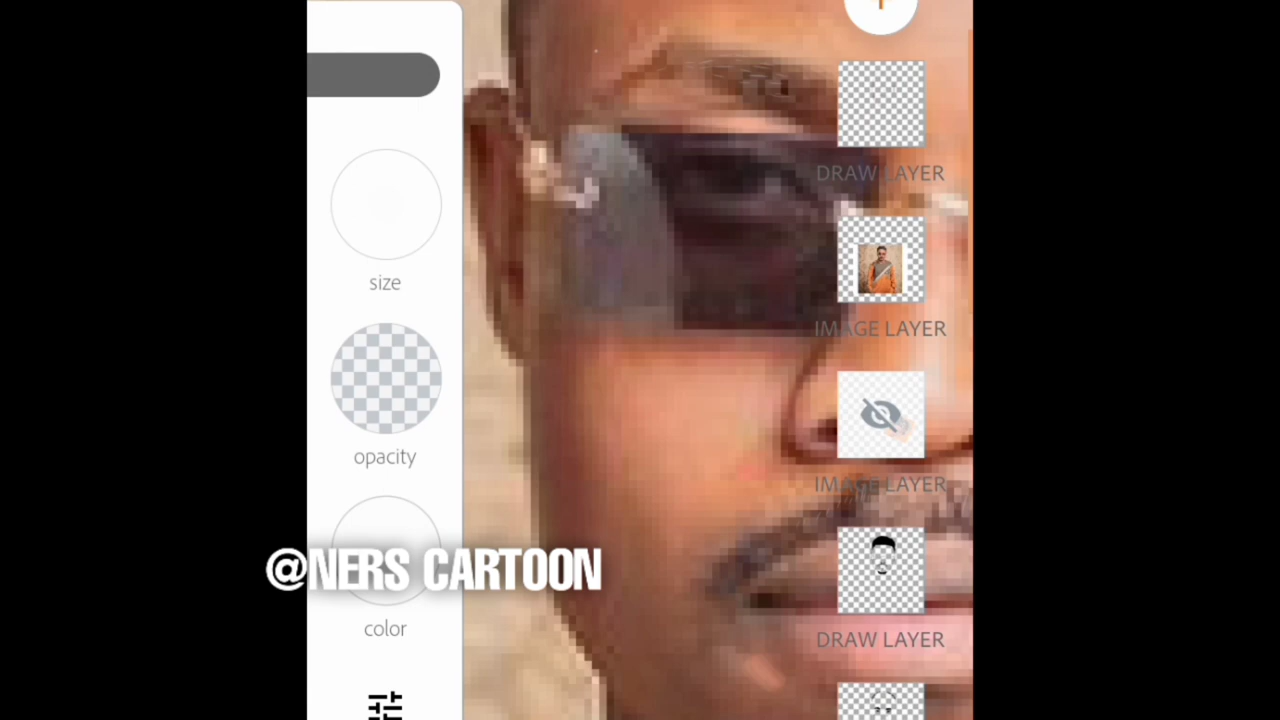 DRAW LAYER
size
IMAGE LAYER
opacity
IMAGE LAYER
@NERS CARTOON
color
DRAW LAYER